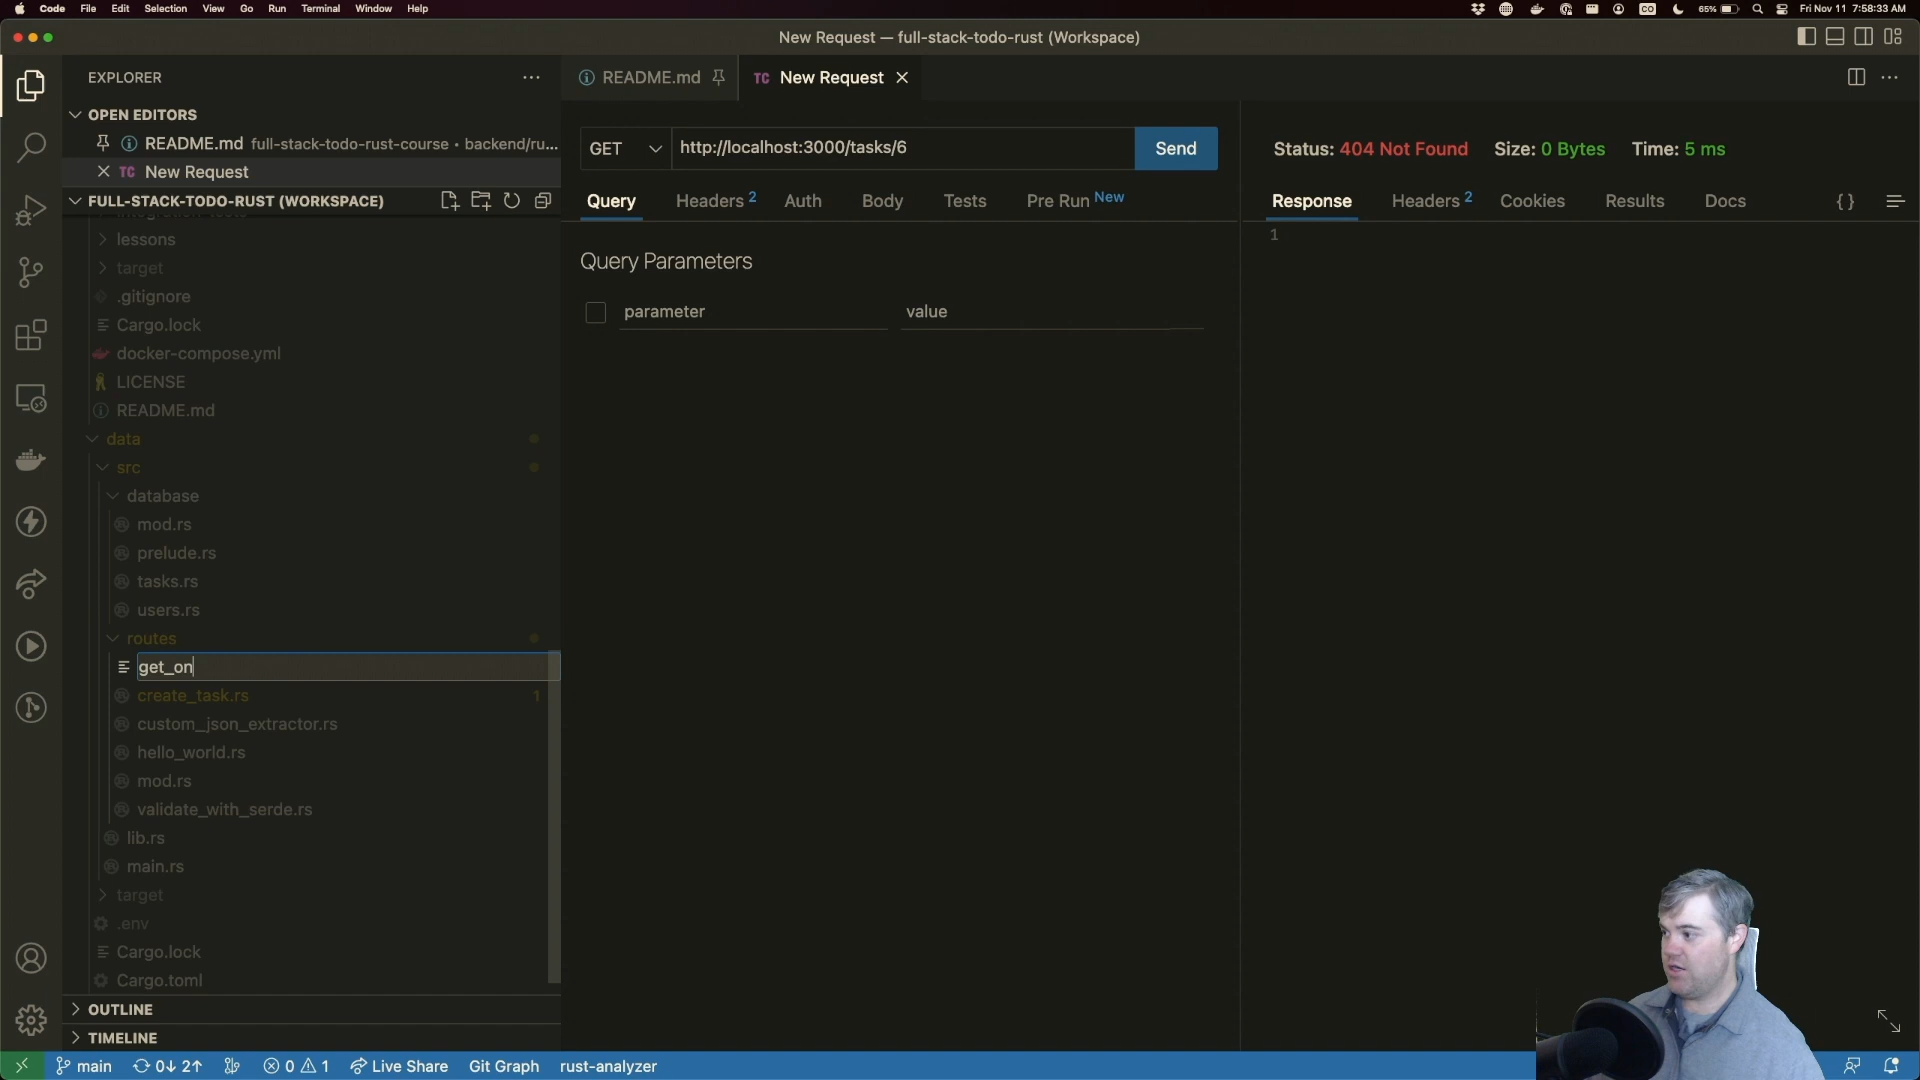 Code File Edit Selection View Go Run Terminal Window Help
CO 65% Fri Nov 11 7:58:33 AM
New Request — full-stack-todo-rust (Workspace)
EXPLORER
README.md
TC New Request
OPEN EDITORS
README.md full-stack-todo-rust-course • backend/ru...
TC New Request
FULL-STACK-TODO-RUST (WORKSPACE)
integration-tests
lessons
target
.gitignore
Cargo.lock
docker-compose.yml
LICENSE
README.md
data
src
database
mod.rs
prelude.rs
tasks.rs
users.rs
routes
get_on
create_task.rs 1
custom_json_extractor.rs
hello_world.rs
mod.rs
validate_with_serde.rs
lib.rs
main.rs
target
.env
Cargo.lock
Cargo.toml
OUTLINE
TIMELINE
GET http://localhost:3000/tasks/6 Send
Query Headers 2 Auth Body Tests Pre Run New
Query Parameters
parameter value
Status: 404 Not Found Size: 0 Bytes Time: 5 ms
Response Headers 2 Cookies Results Docs {}
1
main 0↓ 2↑ 0 1 Live Share Git Graph rust-analyzer